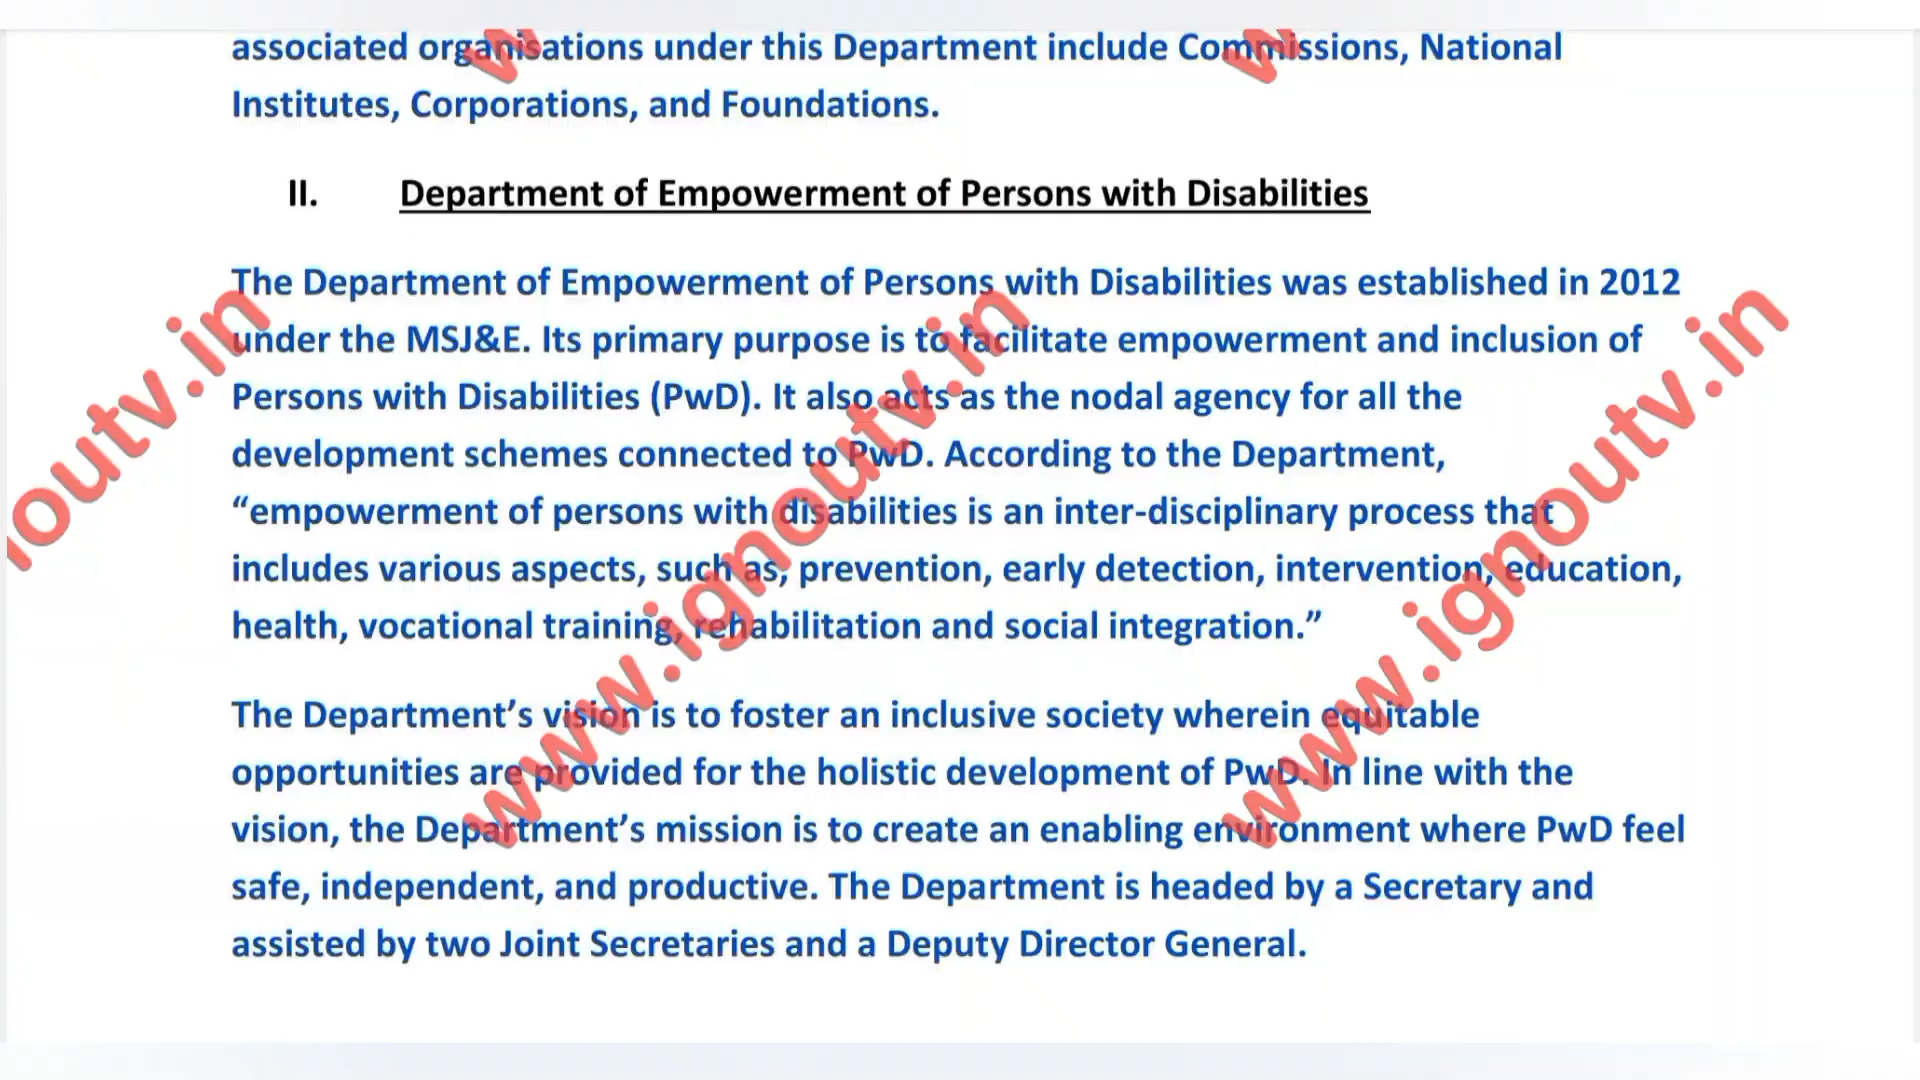 associated organisations under this Department include Commissions, National
Institutes, Corporations, and Foundations.
II. Department of Empowerment of Persons with Disabilities
The Department of Empowerment of Persons with Disabilities was established in 2012
under the MSJ&E. Its primary purpose is to facilitate empowerment and inclusion of
Persons with Disabilities (PwD). It also acts as the nodal agency for all the
development schemes connected to PwD. According to the Department,
“empowerment of persons with disabilities is an inter-disciplinary process that
includes various aspects, such as, prevention, early detection, intervention, education,
health, vocational training, rehabilitation and social integration.”
The Department’s vision is to foster an inclusive society wherein equitable
opportunities are provided for the holistic development of PwD. In line with the
vision, the Department’s mission is to create an enabling environment where PwD feel
safe, independent, and productive. The Department is headed by a Secretary and
assisted by two Joint Secretaries and a Deputy Director General.
noutv.in
www.ignoutv.in
www.ignoutv.in
w
w